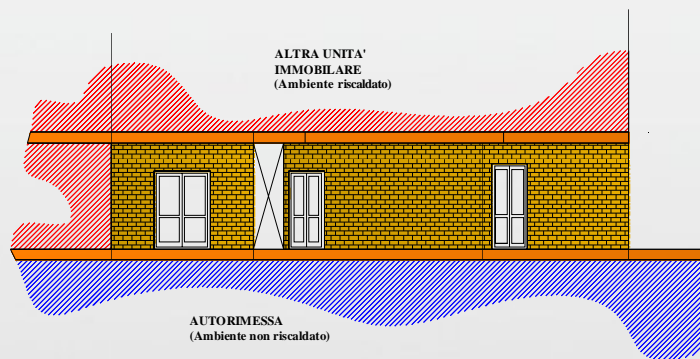 ALTRA UNITA'
IMMOBILARE
(Ambiente riscaldato)
AUTORIMESSA
(Ambiente non riscaldato)